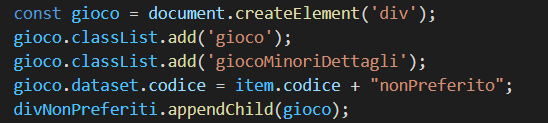 const gioco = document.createElement('div');
gioco.classList.add('gioco');
gioco.classList.add('giocoMinoriDettagli');
gioco.dataset.codice = item.codice + "nonPreferito";
divNonPreferiti.appendChild(gioco);